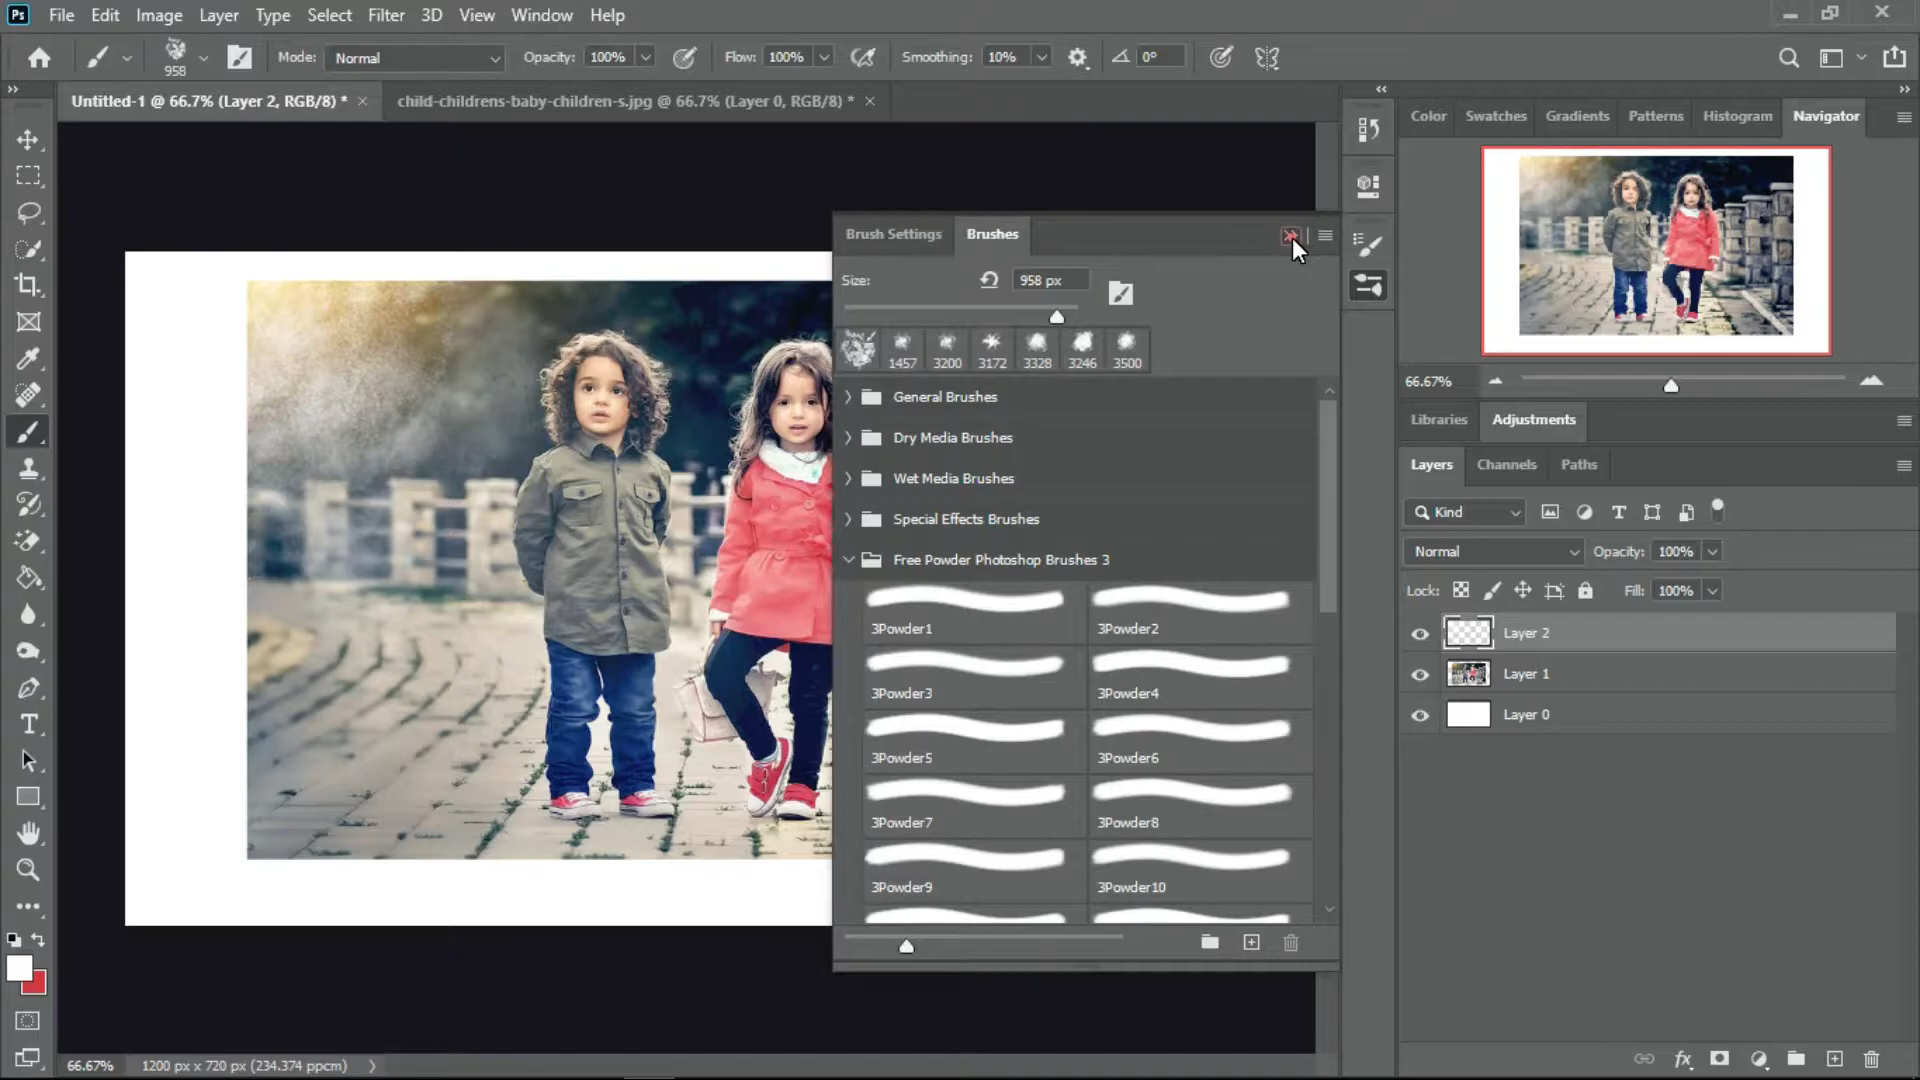 Ps File Edit Image Layer Type Select Filter 3D View Window Help
958 Mode: Normal Opacity: 100% Flow: 100% Smoothing: 10% 0°
Untitled-1 @ 66.7% (Layer 2, RGB/8) * child-childrens-baby-children-s.jpg @ 66.7% (Layer 0, RGB/8) *
Color Swatches Gradients Patterns Histogram Navigator
Brush Settings Brushes
Size: 958 px
1457 3200 3172 3328 3246 3500
General Brushes
Dry Media Brushes
Wet Media Brushes
Special Effects Brushes
Free Powder Photoshop Brushes 3
3Powder1 3Powder2
3Powder3 3Powder4
3Powder5 3Powder6
3Powder7 3Powder8
3Powder9 3Powder10
66.67%
Libraries Adjustments
Layers Channels Paths
Kind
Normal Opacity: 100%
Lock: Fill: 100%
Layer 2
Layer 1
Layer 0
66.67% 1200 px x 720 px (234.374 ppcm)